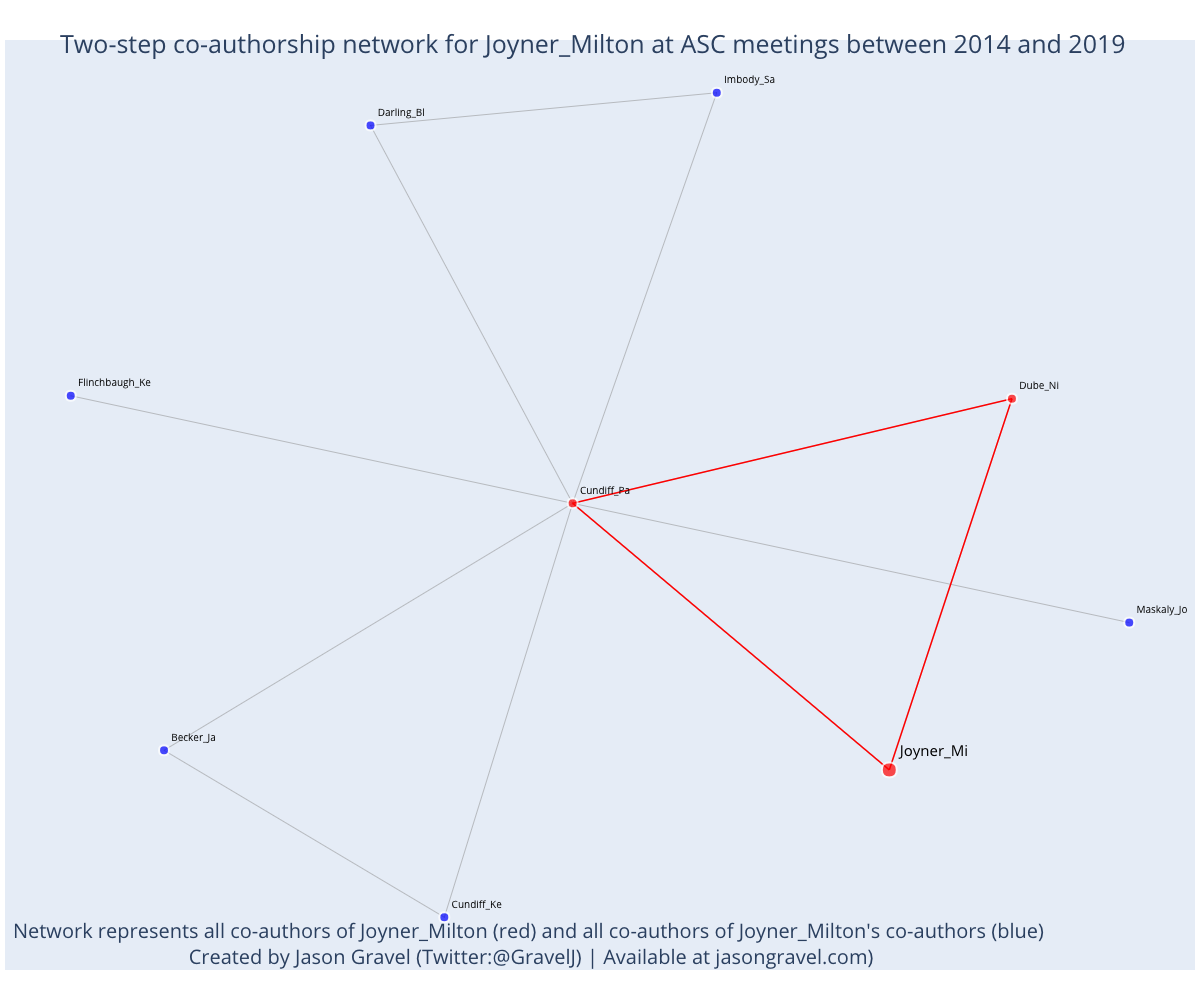 Two-step co-authorship network for Joyner_Milton at ASC meetings between 2014 and 2019
Imbody_Sa
Darling_Bl
Flinchbaugh_Ke
Dube_Ni
Cundiff_Pa
Maskaly_Jo
Becker_Ja
Joyner_Mi
Cundiff_Ke
Network represents all co-authors of Joyner_Milton (red) and all co-authors of Joyner_Milton's co-authors (blue)
Created by Jason Gravel (Twitter:@GravelJ) | Available at jasongravel.com)